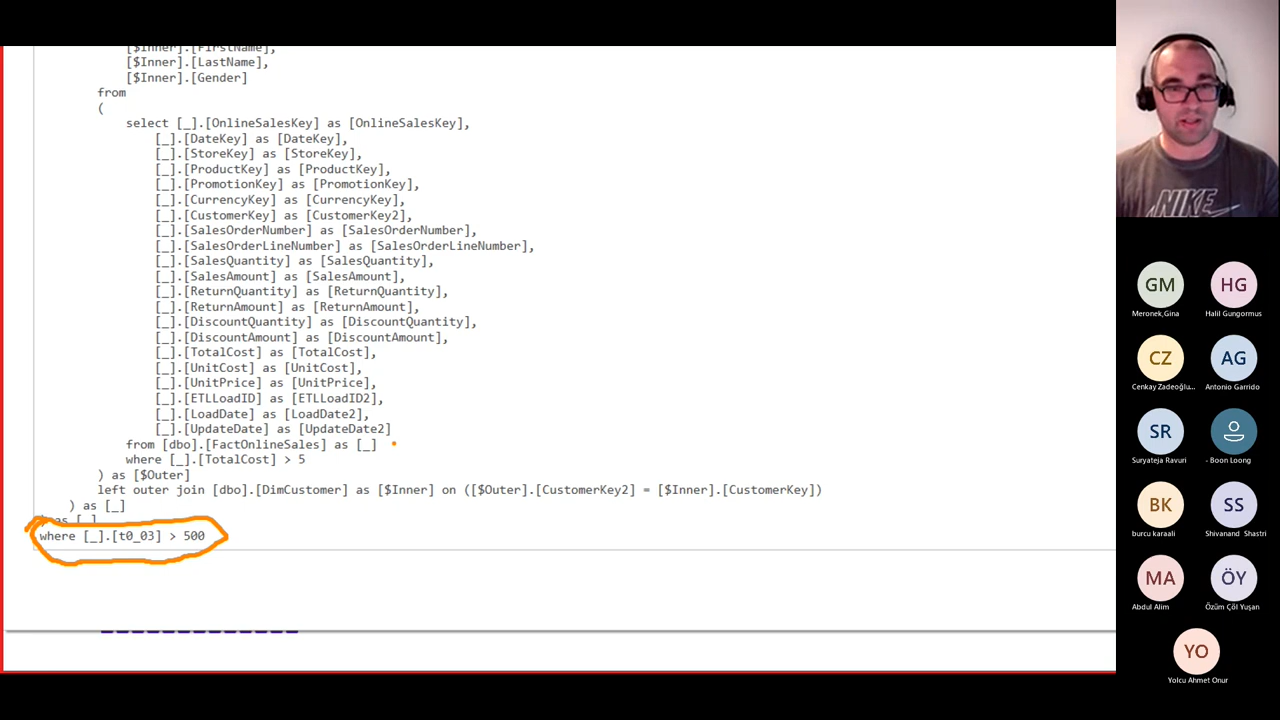 [$Inner].[FirstName],
[$Inner].[LastName],
[$Inner].[Gender]
from
(
select [_].[OnlineSalesKey] as [OnlineSalesKey],
[_].[DateKey] as [DateKey],
[_].[StoreKey] as [StoreKey],
[_].[ProductKey] as [ProductKey],
[_].[PromotionKey] as [PromotionKey],
[_].[CurrencyKey] as [CurrencyKey],
[_].[CustomerKey] as [CustomerKey2],
[_].[SalesOrderNumber] as [SalesOrderNumber],
[_].[SalesOrderLineNumber] as [SalesOrderLineNumber],
[_].[SalesQuantity] as [SalesQuantity],
[_].[SalesAmount] as [SalesAmount],
[_].[ReturnQuantity] as [ReturnQuantity],
[_].[ReturnAmount] as [ReturnAmount],
[_].[DiscountQuantity] as [DiscountQuantity],
[_].[DiscountAmount] as [DiscountAmount],
[_].[TotalCost] as [TotalCost],
[_].[UnitCost] as [UnitCost],
[_].[UnitPrice] as [UnitPrice],
[_].[ETLLoadID] as [ETLLoadID2],
[_].[LoadDate] as [LoadDate2],
[_].[UpdateDate] as [UpdateDate2]
from [dbo].[FactOnlineSales] as [_]
where [_].[TotalCost] > 5
) as [$Outer]
left outer join [dbo].[DimCustomer] as [$Inner] on ([$Outer].[CustomerKey2] = [$Inner].[CustomerKey])
) as [_]
) as [_]
where [_].[t0_03] > 500
NIKE
GM
Meronek,Gina
HG
Halil Gungormus
CZ
Cenkay Zadeoğlu...
AG
Antonio Garrido
SR
Suryateja Ravuri
- Boon Loong
BK
burcu karaali
SS
Shivanand Shastri
MA
Abdul Alim
ÖY
Özüm Çöl Yuşan
YO
Yolcu Ahmet Onur